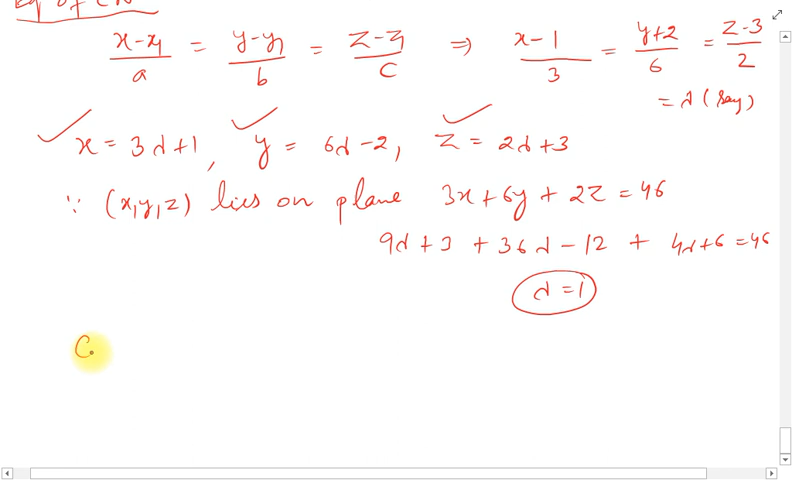 x-x₁/a = y-y₁/b = z-z₁/c ⇒ x-1/3 = y+2/6 = z-3/2
= λ (say)
x = 3λ+1, y = 6λ-2, z = 2λ+3
∵ (x,y,z) lies on plane 3x+6y+2z=46
9λ+3 + 36λ-12 + 4λ+6=46
λ=1
C